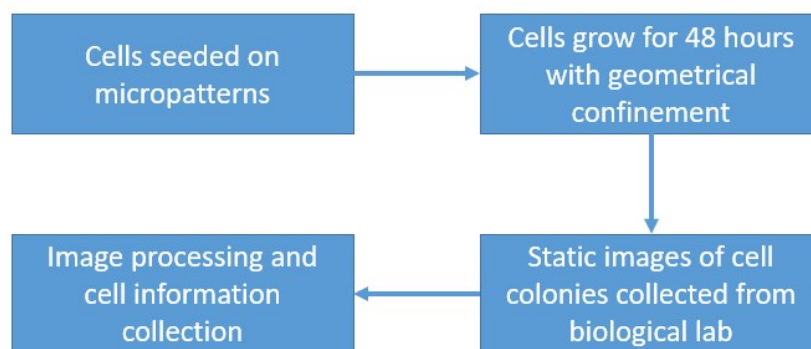 Cells seeded on
micropatterns
Cells grow for 48 hours
with geometrical
confinement
Static images of cell
colonies collected from
biological lab
Image processing and
cell information
collection